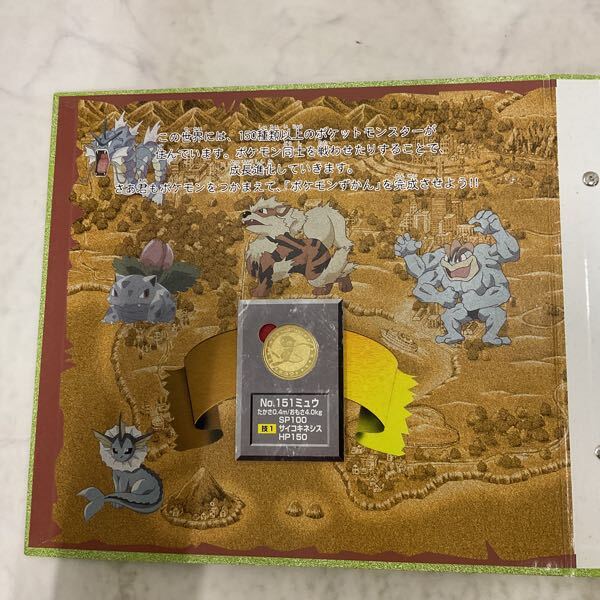 この世界には、150種類以上のポケットモンスターが
住んでいます。ポケモン同士を戦わせたりすることで、
成長進化していきます。
さあ君もポケモンをつかまえて、「ポケモンずかん」を完成させよう!!
No.151ミュウ
たかさ0.4m/おもさ4.0kg
SP100
技1 サイコキネシス
HP150